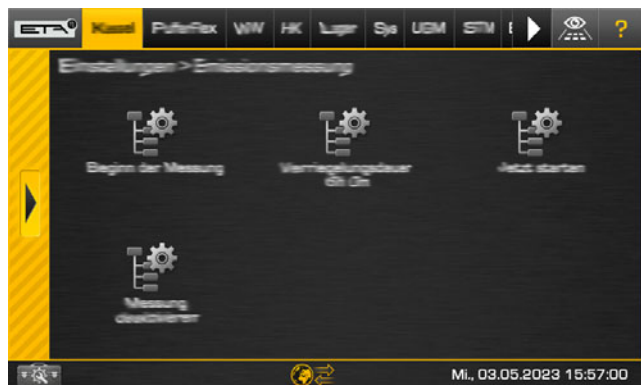 ETA
Kessel PufferFlex WW HK Lager Sys UBM STM ?
Einstellungen > Emissionsmessung
Beginn der Messung
Verriegelungsdauer
6h 0m
Jetzt starten
Messung
deaktivieren
Mi., 03.05.2023 15:57:00